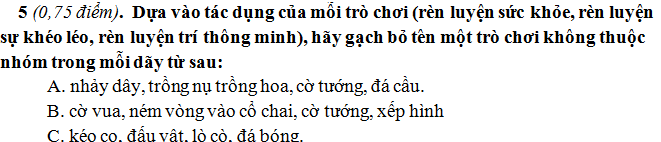 5 (0,75 điểm). Dựa vào tác dụng của mỗi trò chơi (rèn luyện sức khỏe, rèn luyện
sự khéo léo, rèn luyện trí thông minh), hãy gạch bỏ tên một trò chơi không thuộc
nhóm trong mỗi dãy từ sau:
A. nhảy dây, trồng nụ trồng hoa, cờ tướng, đá cầu.
B. cờ vua, ném vòng vào cổ chai, cờ tướng, xếp hình
C. kéo co, đấu vật, lò cò, đá bóng.